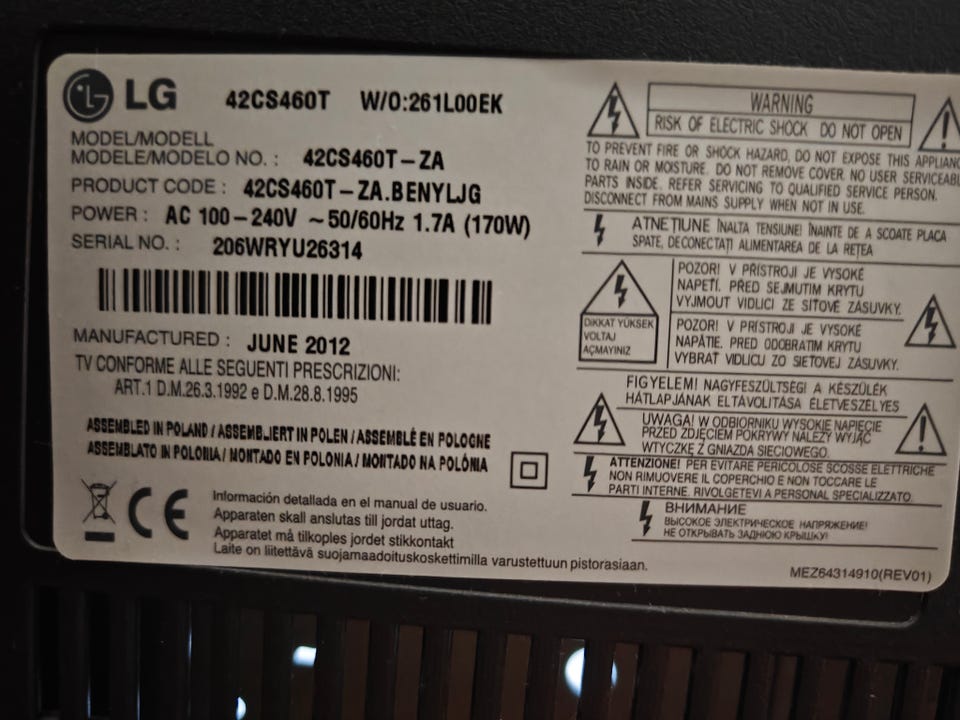 LG 42CS460T W/O:261L00EK
MODEL/MODELL
MODELE/MODELO NO. : 42CS460T-ZA
PRODUCT CODE : 42CS460T-ZA.BENYLJG
POWER : AC 100-240V ~50/60Hz 1.7A (170W)
SERIAL NO. : 206WRYU26314
MANUFACTURED : JUNE 2012
TV CONFORME ALLE SEGUENTI PRESCRIZIONI:
ART.1 D.M.26.3.1992 e D.M.28.8.1995
ASSEMBLED IN POLAND / ASSEMBLIERT IN POLEN / ASSEMBLÉ EN POLOGNE
ASSEMBLATO IN POLONIA / MONTADO EN POLONIA / MONTADO NA POLÓNIA
CE
Información detallada en el manual de usuario.
Apparaten skall anslutas till jordat uttag.
Apparatet må tilkoples jordet stikkontakt
Laite on liitettävä suojamaadoituskoskettimilla varustettuun pistorasiaan.
WARNING
RISK OF ELECTRIC SHOCK DO NOT OPEN
TO PREVENT FIRE OR SHOCK HAZARD, DO NOT EXPOSE THIS APPLIANC
TO RAIN OR MOISTURE. DO NOT REMOVE COVER. NO USER SERVICEABL
PARTS INSIDE. REFER SERVICING TO QUALIFIED SERVICE PERSON.
DISCONNECT FROM MAINS SUPPLY WHEN NOT IN USE.
ATNEŢIUNE ÎNALTA TENSIUNE! ÎNAINTE DE A SCOATE PLACA
SPATE, DECONECTAŢI ALIMENTAREA DE LA REŢEA
DİKKAT YÜKSEK
VOLTAJ
AÇMAYINIZ
POZOR! V PŘÍSTROJI JE VYSOKÉ
NAPETÍ. PŘED SEJMUTIM KRYTU
VYJMOUT VIDLICI ZE SÍŤOVÉ ZÁSUVKY.
POZOR! V PRÍSTROJI JE VYSOKÉ
NAPÄTIE. PRED ODOBRATIM KRYTU
VYBRAŤ VIDLICU ZO SIEŤOVEJ ZÁSUVKY.
FIGYELEM! NAGYFESZÜLTSÉG! A KÉSZÜLÉK
HÁTLAPJÁNAK ELTÁVOLITÁSA ÉLETVESZÉLYES
UWAGA! W ODBIORNIKU WYSOKIE NAPIĘCIE
PRZED ZDJĘCIEM POKRYWY NALEŻY WYJĄĆ
WTYCZKĘ Z GNIAZDA SIECIOWEGO.
ATTENZIONE! PER EVITARE PERICOLOSE SCOSSE ELETTRICHE
NON RIMUOVERE IL COPERCHIO E NON TOCCARE LE
PARTI INTERNE. RIVOLGETEVI A PERSONAL SPECIALIZZATO.
ВНИМАНИЕ
ВЫСОКОЕ ЭЛЕКТРИЧЕСКОЕ НАПРЯЖЕНИЕ!
НЕ ОТКРЫВАТЬ ЗАДНЮЮ КРЫШКУ!
MEZ64314910(REV01)